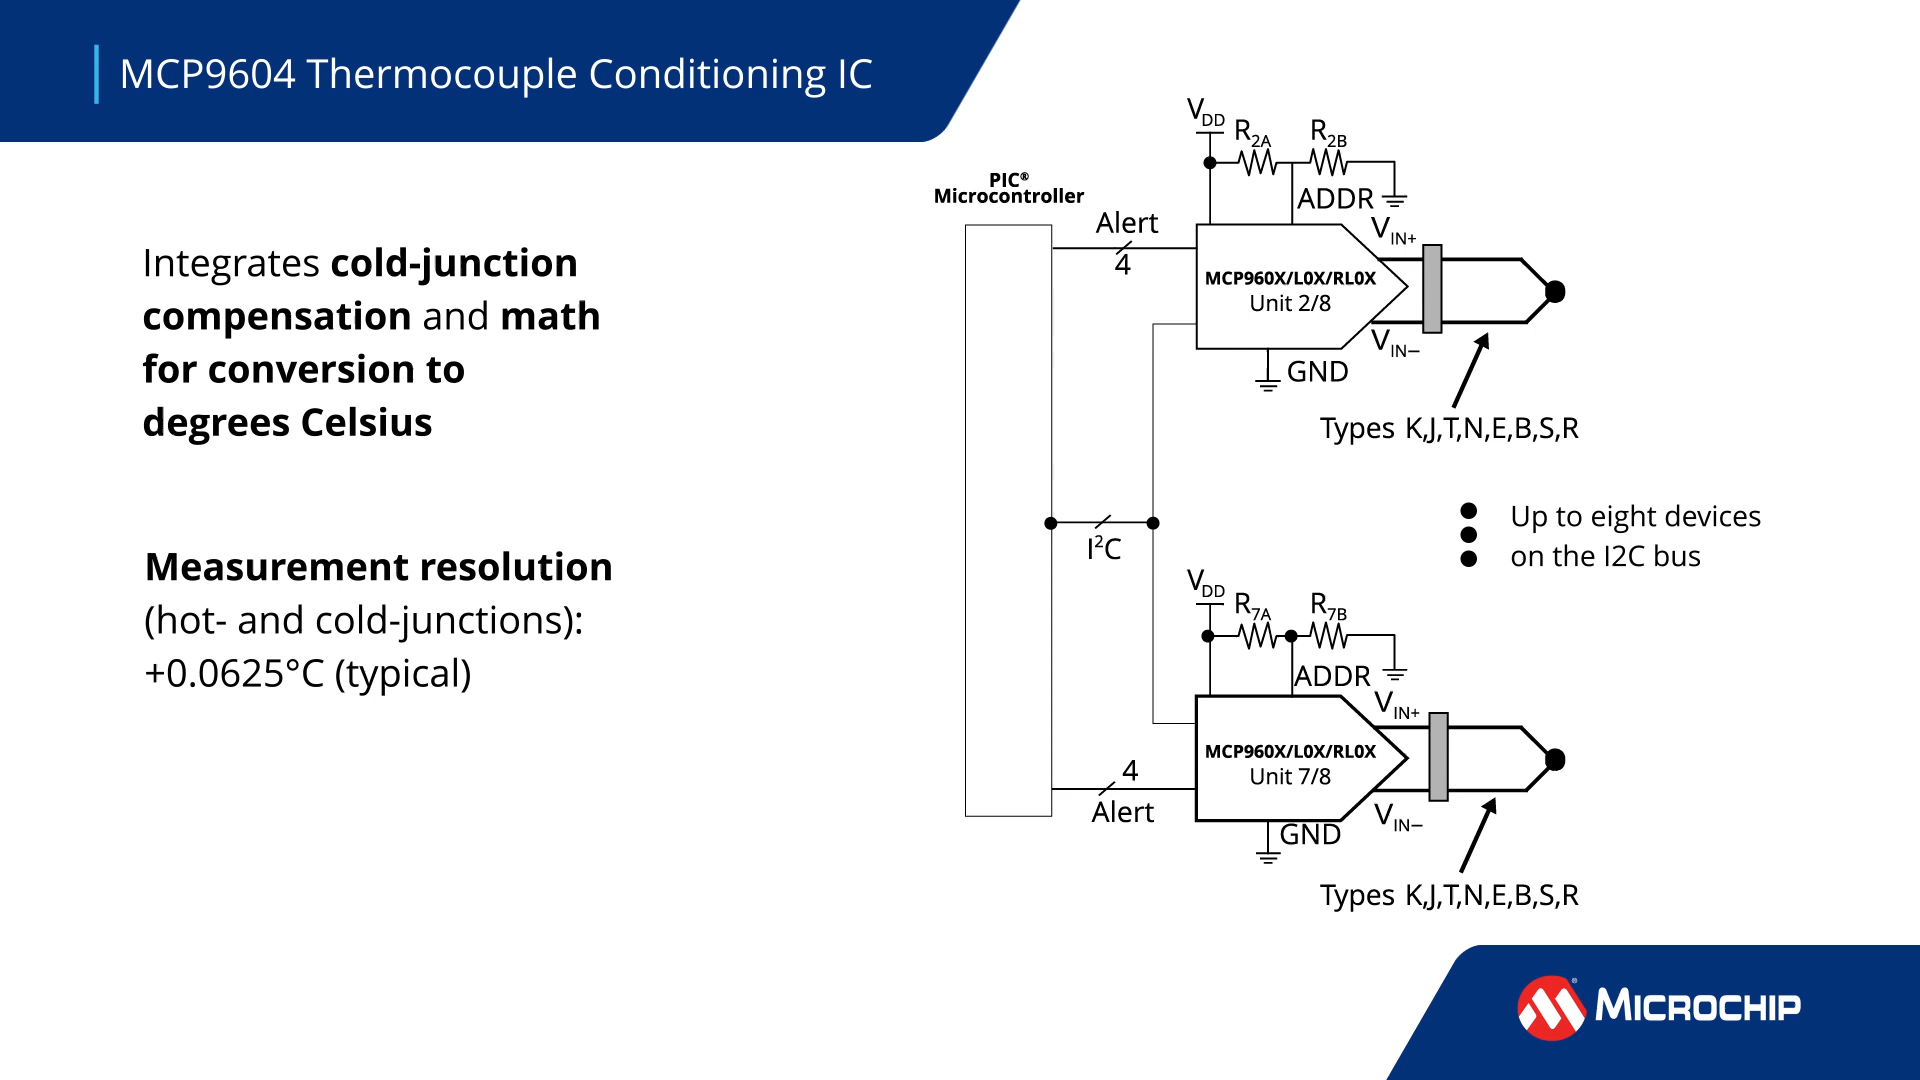 MCP9604 Thermocouple Conditioning IC
Integrates cold-junction
compensation and math
for conversion to
degrees Celsius
Measurement resolution
(hot- and cold-junctions):
+0.0625°C (typical)
PIC®
Microcontroller
VDD
R2A
R2B
ADDR
Alert
4
VIN+
MCP960X/L0X/RL0X
Unit 2/8
VIN−
GND
Types K,J,T,N,E,B,S,R
Up to eight devices
on the I2C bus
I²C
VDD
R7A
R7B
ADDR
VIN+
MCP960X/L0X/RL0X
Unit 7/8
4
Alert
VIN−
GND
Types K,J,T,N,E,B,S,R
MICROCHIP
®